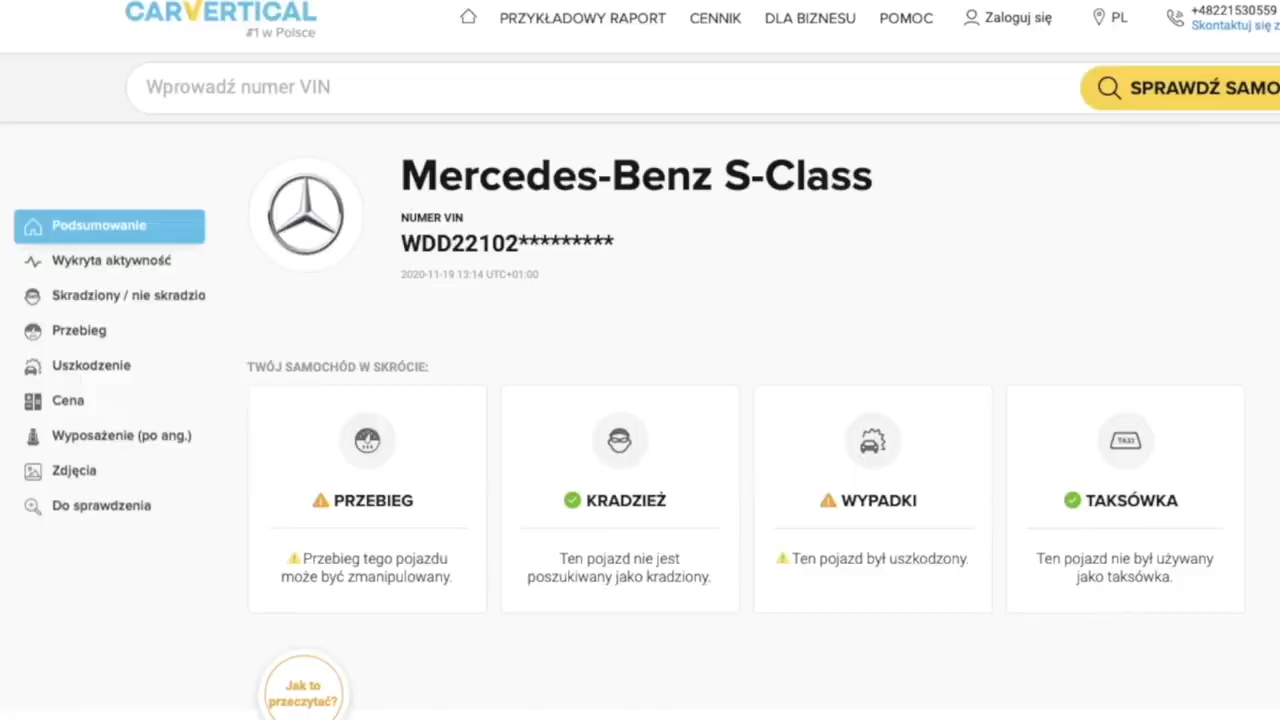 CARVERTICAL
#1 w Polsce
PRZYKŁADOWY RAPORT
CENNIK
DLA BIZNESU
POMOC
Zaloguj się
PL
+48221530559
Skontaktuj się z
Wprowadź numer VIN
SPRAWDŹ SAMO
Mercedes-Benz S-Class
NUMER VIN
WDD22102*********
2020-11-19 13:14 UTC+01:00
Podsumowanie
Wykryta aktywność
Skradziony / nie skradzio
Przebieg
Uszkodzenie
Cena
Wyposażenie (po ang.)
Zdjęcia
Do sprawdzenia
TWÓJ SAMOCHÓD W SKRÓCIE:
PRZEBIEG
Przebieg tego pojazdu
może być zmanipulowany.
KRADZIEŻ
Ten pojazd nie jest
poszukiwany jako kradziony.
WYPADKI
Ten pojazd był uszkodzony.
TAXI
TAKSÓWKA
Ten pojazd nie był używany
jako taksówka.
Jak to
przeczytać?